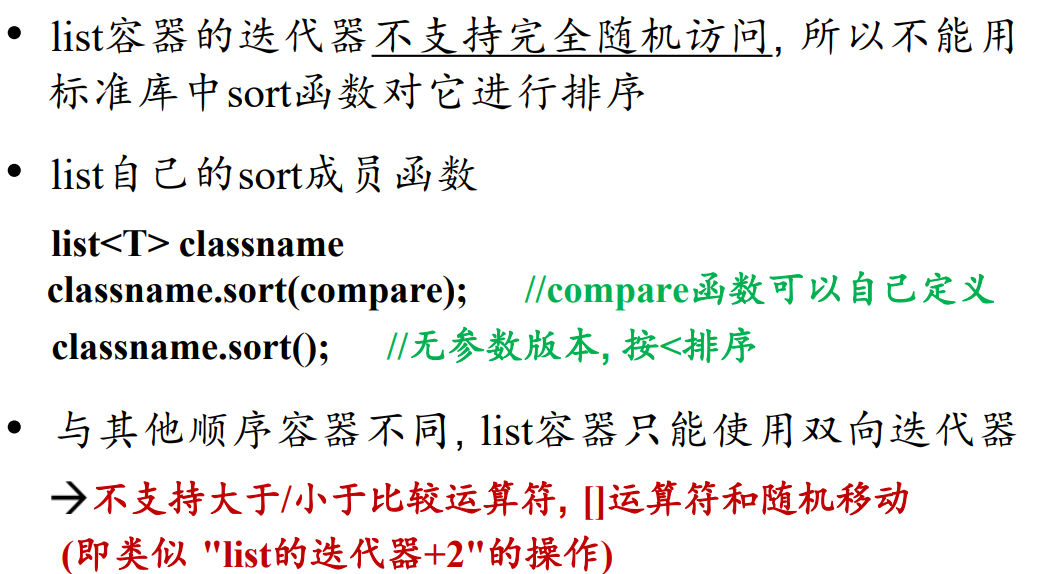 • list容器的迭代器不支持完全随机访问, 所以不能用
标准库中sort函数对它进行排序
• list自己的sort成员函数
list<T> classname
classname.sort(compare); //compare函数可以自己定义
classname.sort(); //无参数版本, 按<排序
• 与其他顺序容器不同, list容器只能使用双向迭代器
→不支持大于/小于比较运算符, []运算符和随机移动
(即类似 "list的迭代器+2"的操作)